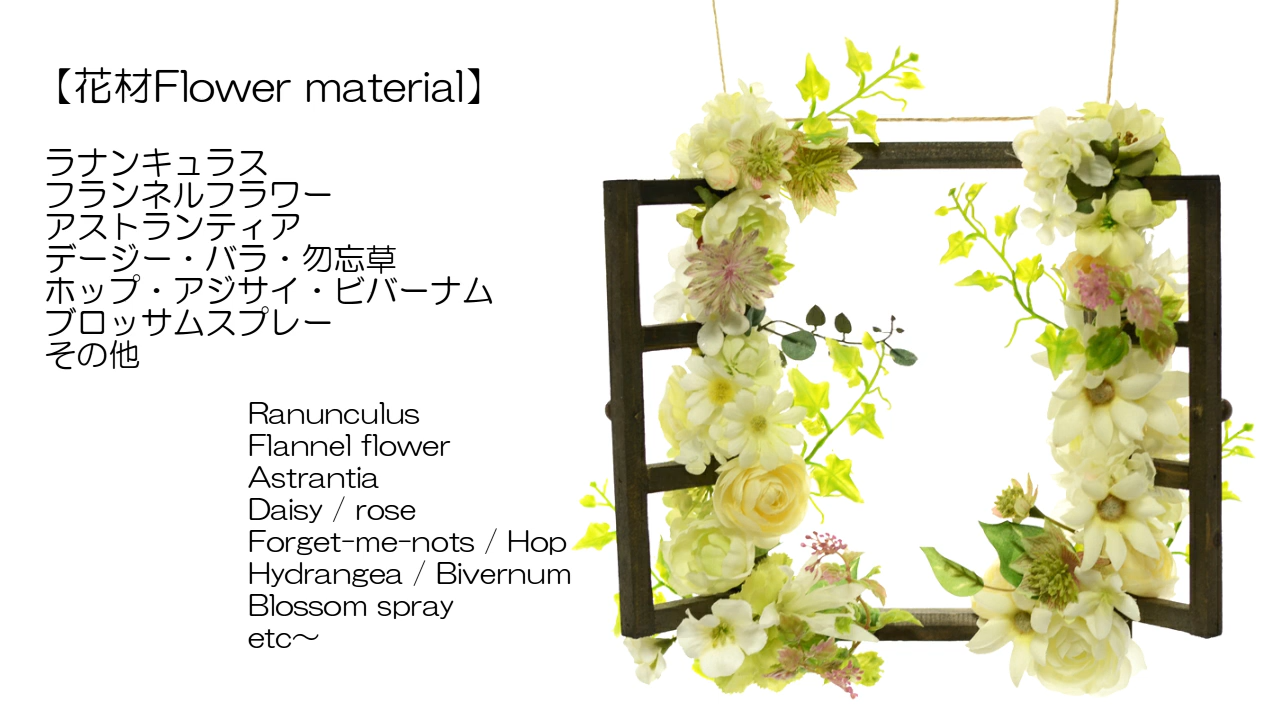 【花材Flower material】
ラナンキュラス
フランネルフラワー
アストランティア
デージー・バラ・勿忘草
ホップ・アジサイ・ビバーナム
ブロッサムスプレー
その他
Ranunculus
Flannel flower
Astrantia
Daisy / rose
Forget-me-nots / Hop
Hydrangea / Bivernum
Blossom spray
etc～